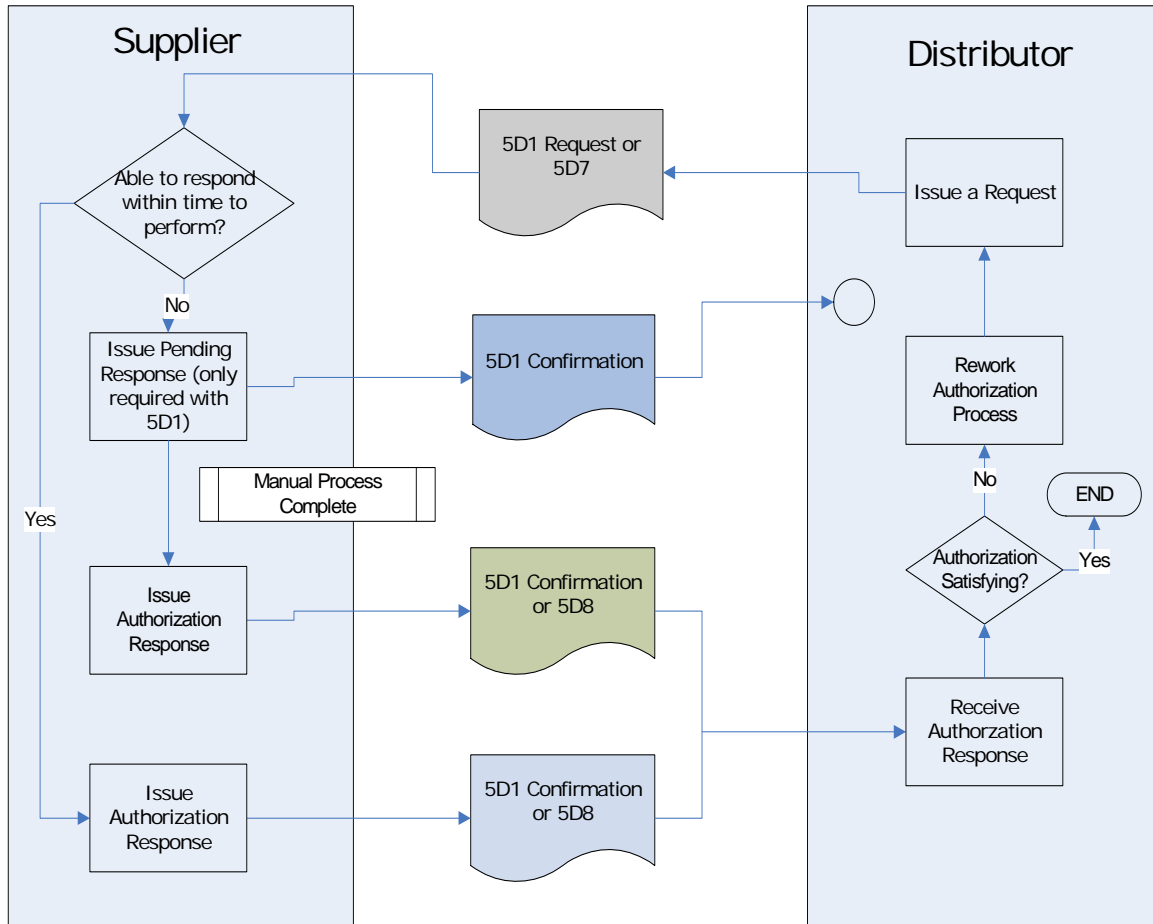 Supplier
Distributor
5D1 Request or
5D7
Issue a Request
Able to respond
within time to
perform?
No
Issue Pending
Response (only
required with
5D1)
5D1 Confirmation
Rework
Authorization
Process
Manual Process
Complete
No
END
Yes
Yes
Authorization
Satisfying?
Issue
Authorization
Response
5D1 Confirmation
or 5D8
Receive
Authorzation
Response
Issue
Authorization
Response
5D1 Confirmation
or 5D8